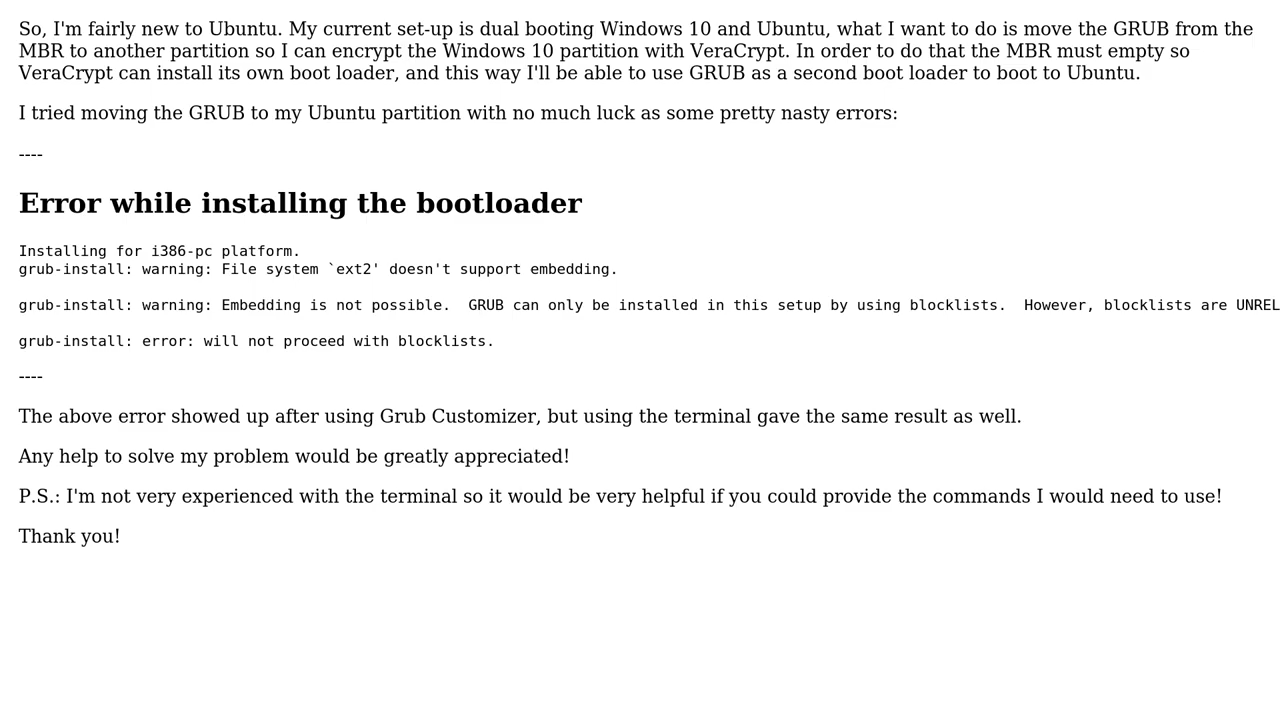 So, I'm fairly new to Ubuntu. My current set-up is dual booting Windows 10 and Ubuntu, what I want to do is move the GRUB from the
MBR to another partition so I can encrypt the Windows 10 partition with VeraCrypt. In order to do that the MBR must empty so
VeraCrypt can install its own boot loader, and this way I'll be able to use GRUB as a second boot loader to boot to Ubuntu.
I tried moving the GRUB to my Ubuntu partition with no much luck as some pretty nasty errors:
----
Error while installing the bootloader
Installing for i386-pc platform.
grub-install: warning: File system `ext2' doesn't support embedding.
grub-install: warning: Embedding is not possible.  GRUB can only be installed in this setup by using blocklists.  However, blocklists are UNREL
grub-install: error: will not proceed with blocklists.
----
The above error showed up after using Grub Customizer, but using the terminal gave the same result as well.
Any help to solve my problem would be greatly appreciated!
P.S.: I'm not very experienced with the terminal so it would be very helpful if you could provide the commands I would need to use!
Thank you!